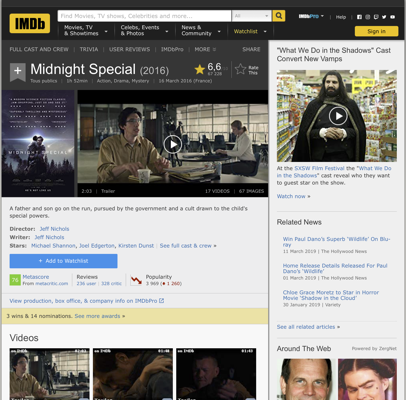 IMDb
Find Movies, TV shows, Celebrities and more...
All
IMDbPro
Help
Movies, TV
& Showtimes
Celebs, Events
& Photos
News &
Community
Watchlist
Sign in
FULL CAST AND CREW | TRIVIA | USER REVIEWS | IMDbPro | MORE
SHARE
Midnight Special (2016)
6,6
Rate
This
Tous publics | 1h 52min | Action, Drama, Mystery | 16 March 2016 (France)
MIDNIGHT SPECIAL
2:03 | Trailer
17 VIDEOS | 67 IMAGES
A father and son go on the run, pursued by the government and a cult drawn to the child's
special powers.
Director: Jeff Nichols
Writer: Jeff Nichols
Stars: Michael Shannon, Joel Edgerton, Kirsten Dunst | See full cast & crew »
+ Add to Watchlist
76
Metascore
From metacritic.com
Reviews
236 user | 328 critic
Popularity
3 969 (1 260)
View production, box office, & company info on IMDbPro
3 wins & 14 nominations. See more awards »
Videos
"What We Do in the Shadows" Cast
Convert New Vamps
At the SXSW Film Festival the "What We Do
in the Shadows" cast reveal who they want
to guest star on the show.
Watch now »
Related News
Win Paul Dano's Superb 'Wildlife' On Blu-
ray
11 March 2019 | The Hollywood News
Home Release Details Released For Paul
Dano's 'Wildlife'
01 March 2019 | The Hollywood News
Chloe Grace Moretz to Star in Horror
Movie 'Shadow in the Cloud'
30 January 2019 | Variety
See all related articles »
Around The Web
Powered by ZergNet